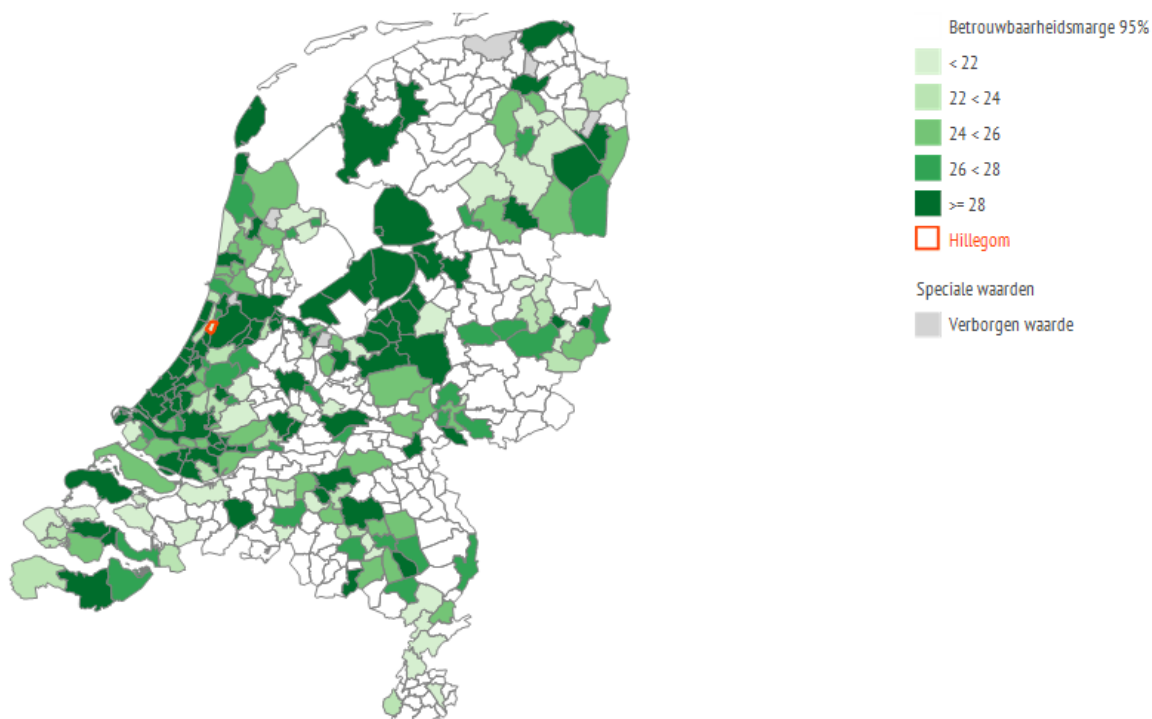 Betrouwbaarheidsmarge 95%
< 22
22 < 24
24 < 26
26 < 28
>= 28
Hillegom
Speciale waarden
Verborgen waarde